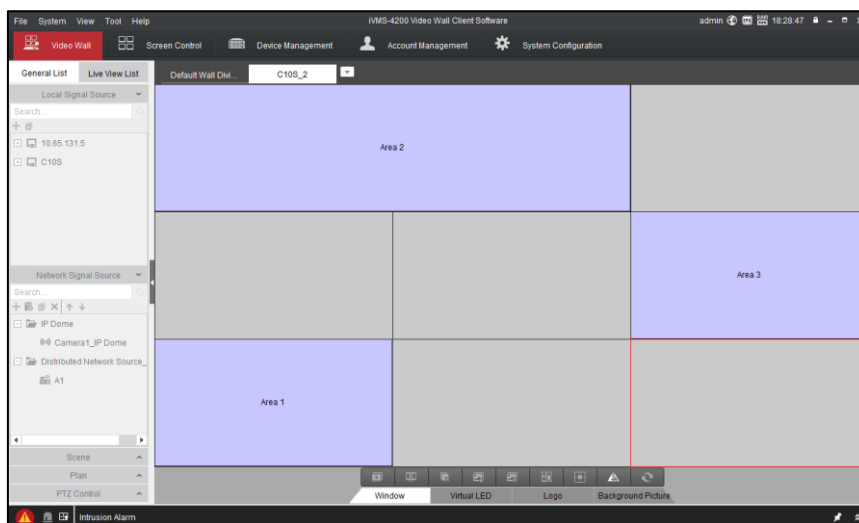 File System View Tool Help iVMS-4200 Video Wall Client Software admin 18:28:47
Video Wall Screen Control Device Management Account Management System Configuration
General List Live View List Default Wall Divi... C10S_2
Local Signal Source
Search...
10.65.131.5
C10S
Area 2
Network Signal Source
Search...
Area 3
IP Dome
Camera1_IP Dome
Distributed Network Source_
A1
Area 1
Scene
Plan
PTZ Control
Window Virtual LED Logo Background Picture
Intrusion Alarm